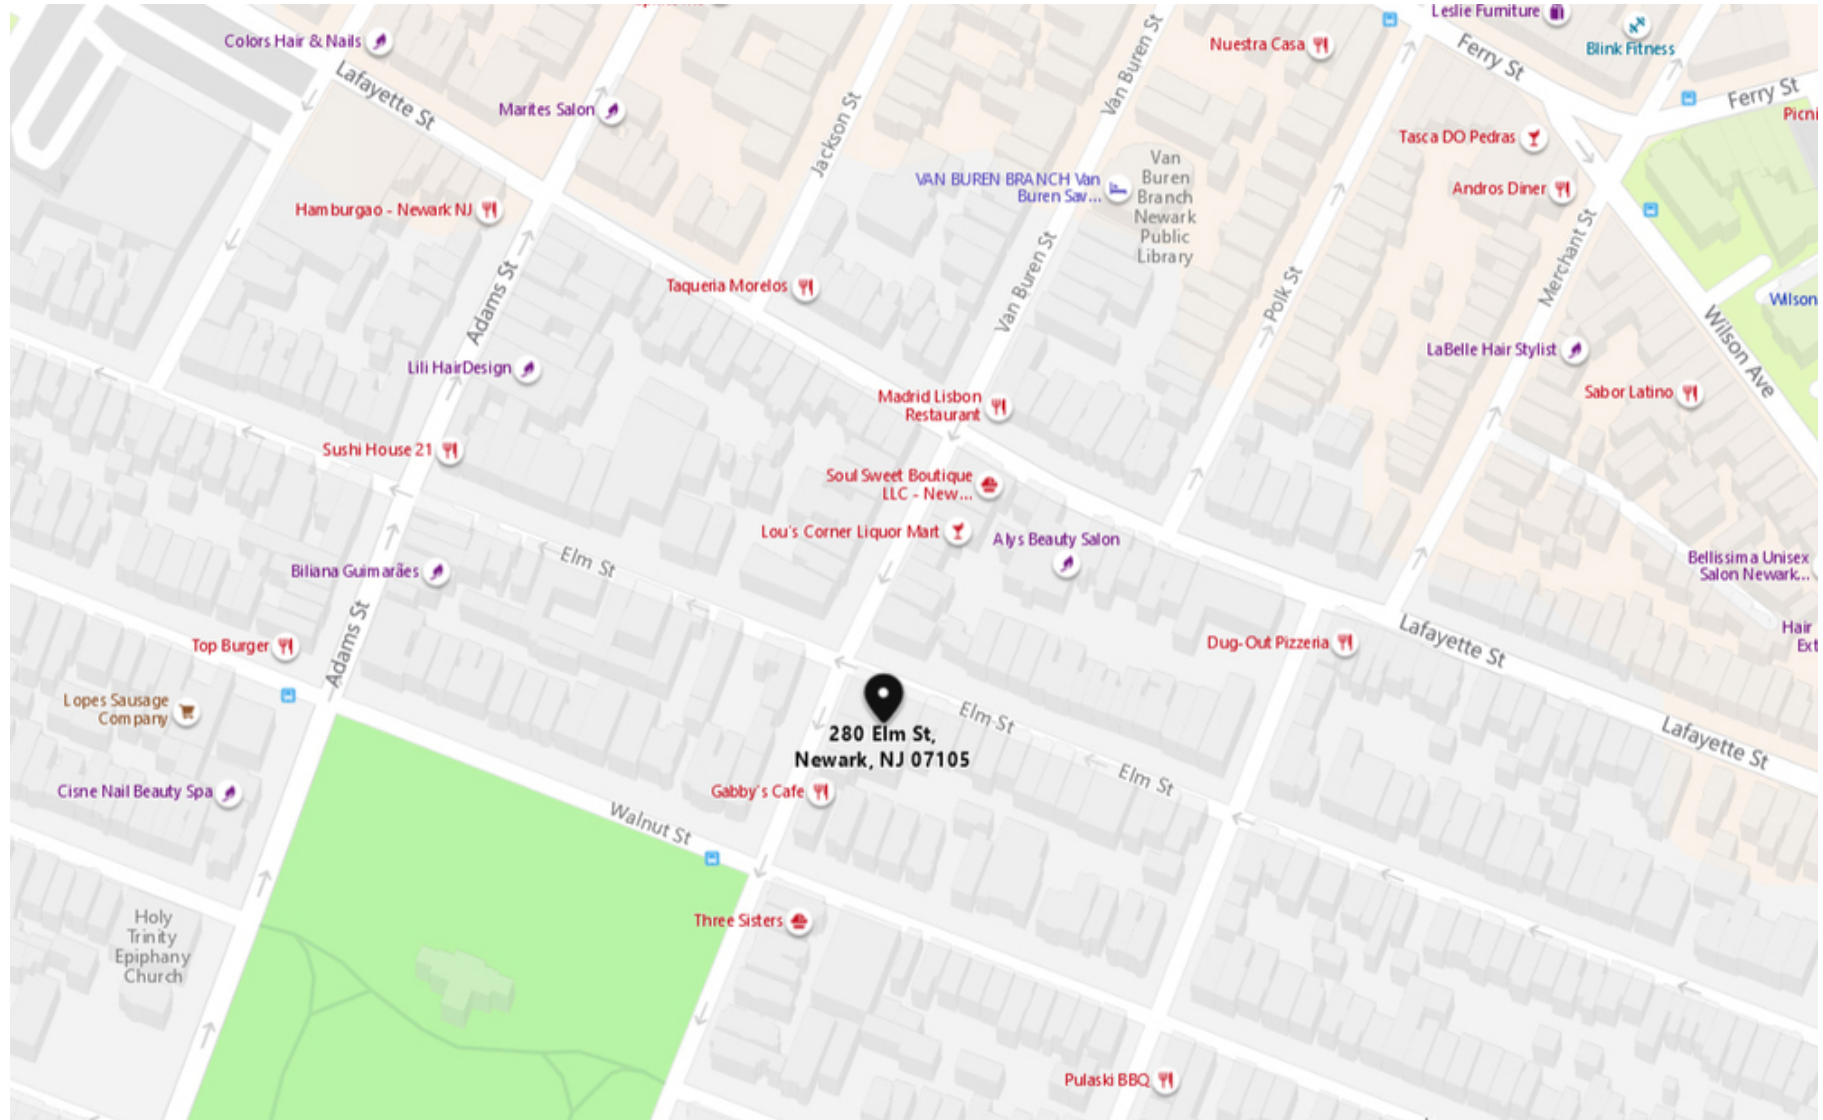 Leslie Furniture
Colors Hair & Nails
Nuestra Casa
Blink Fitness
Ferry St
Van Buren St
Lafayette St
Ferry St
Marites Salon
Jackson St
Picni
Tasca DO Pedras
Van
Buren
Branch
Newark
Public
Library
VAN BUREN BRANCH Van
Buren Sav...
Andros Diner
Hamburgao - Newark NJ
Merchant St
Van Buren St
Adams St
Taqueria Morelos
Polk St
Wilson
Wilson Ave
LaBelle Hair Stylist
Lili HairDesign
Sabor Latino
Madrid Lisbon
Restaurant
Sushi House 21
Soul Sweet Boutique
LLC - New...
Lou's Corner Liquor Mart
Alys Beauty Salon
Elm St
Biliana Guimarães
Bellissima Unisex
Salon Newark...
Adams St
Top Burger
Dug-Out Pizzeria
Lafayette St
Hair
Ext
Lopes Sausage
Company
Elm St
280 Elm St,
Newark, NJ 07105
Lafayette St
Elm St
Cisne Nail Beauty Spa
Gabby's Cafe
Walnut St
Three Sisters
Holy
Trinity
Epiphany
Church
Pulaski BBQ